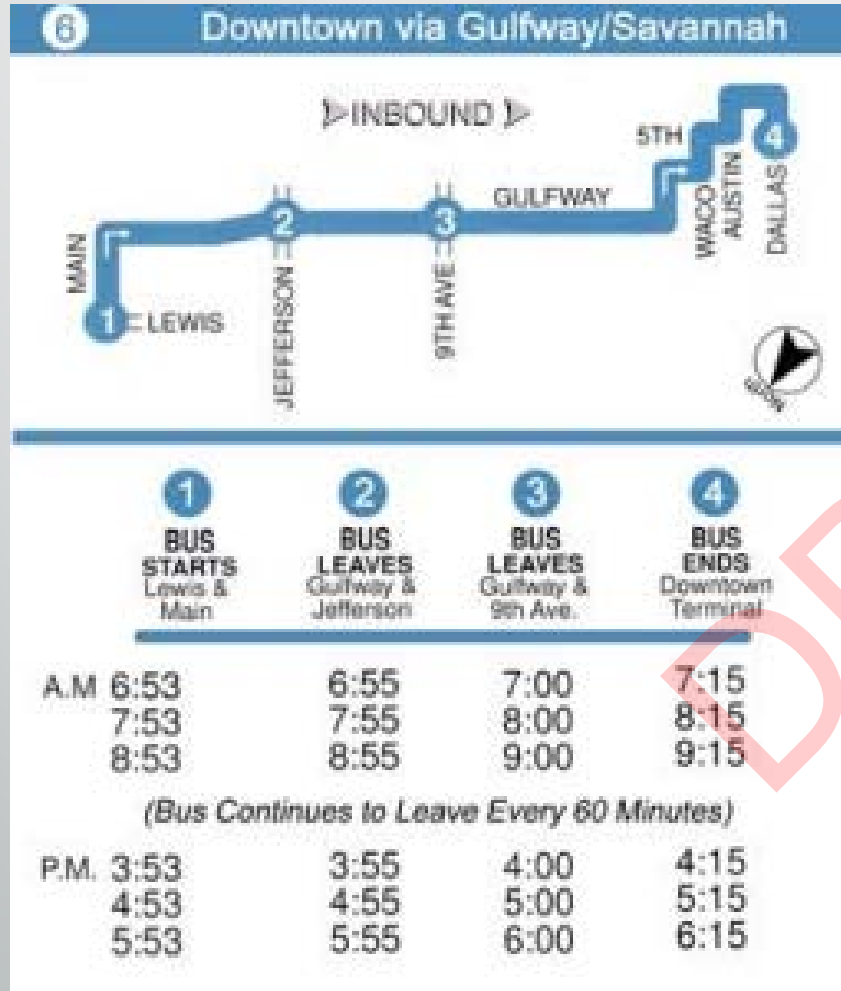 6 Downtown via Gulfway/Savannah
INBOUND
5TH
GULFWAY
MAIN
WACO
AUSTIN
DALLAS
1 2 3 4
LEWIS
JEFFERSON
9TH AVE
1 2 3 4
BUS STARTS Lewis & Main
BUS LEAVES Gulfway & Jefferson
BUS LEAVES Gulfway & 9th Ave.
BUS ENDS Downtown Terminal
A.M 6:53 6:55 7:00 7:15
7:53 7:55 8:00 8:15
8:53 8:55 9:00 9:15
(Bus Continues to Leave Every 60 Minutes)
P.M. 3:53 3:55 4:00 4:15
4:53 4:55 5:00 5:15
5:53 5:55 6:00 6:15